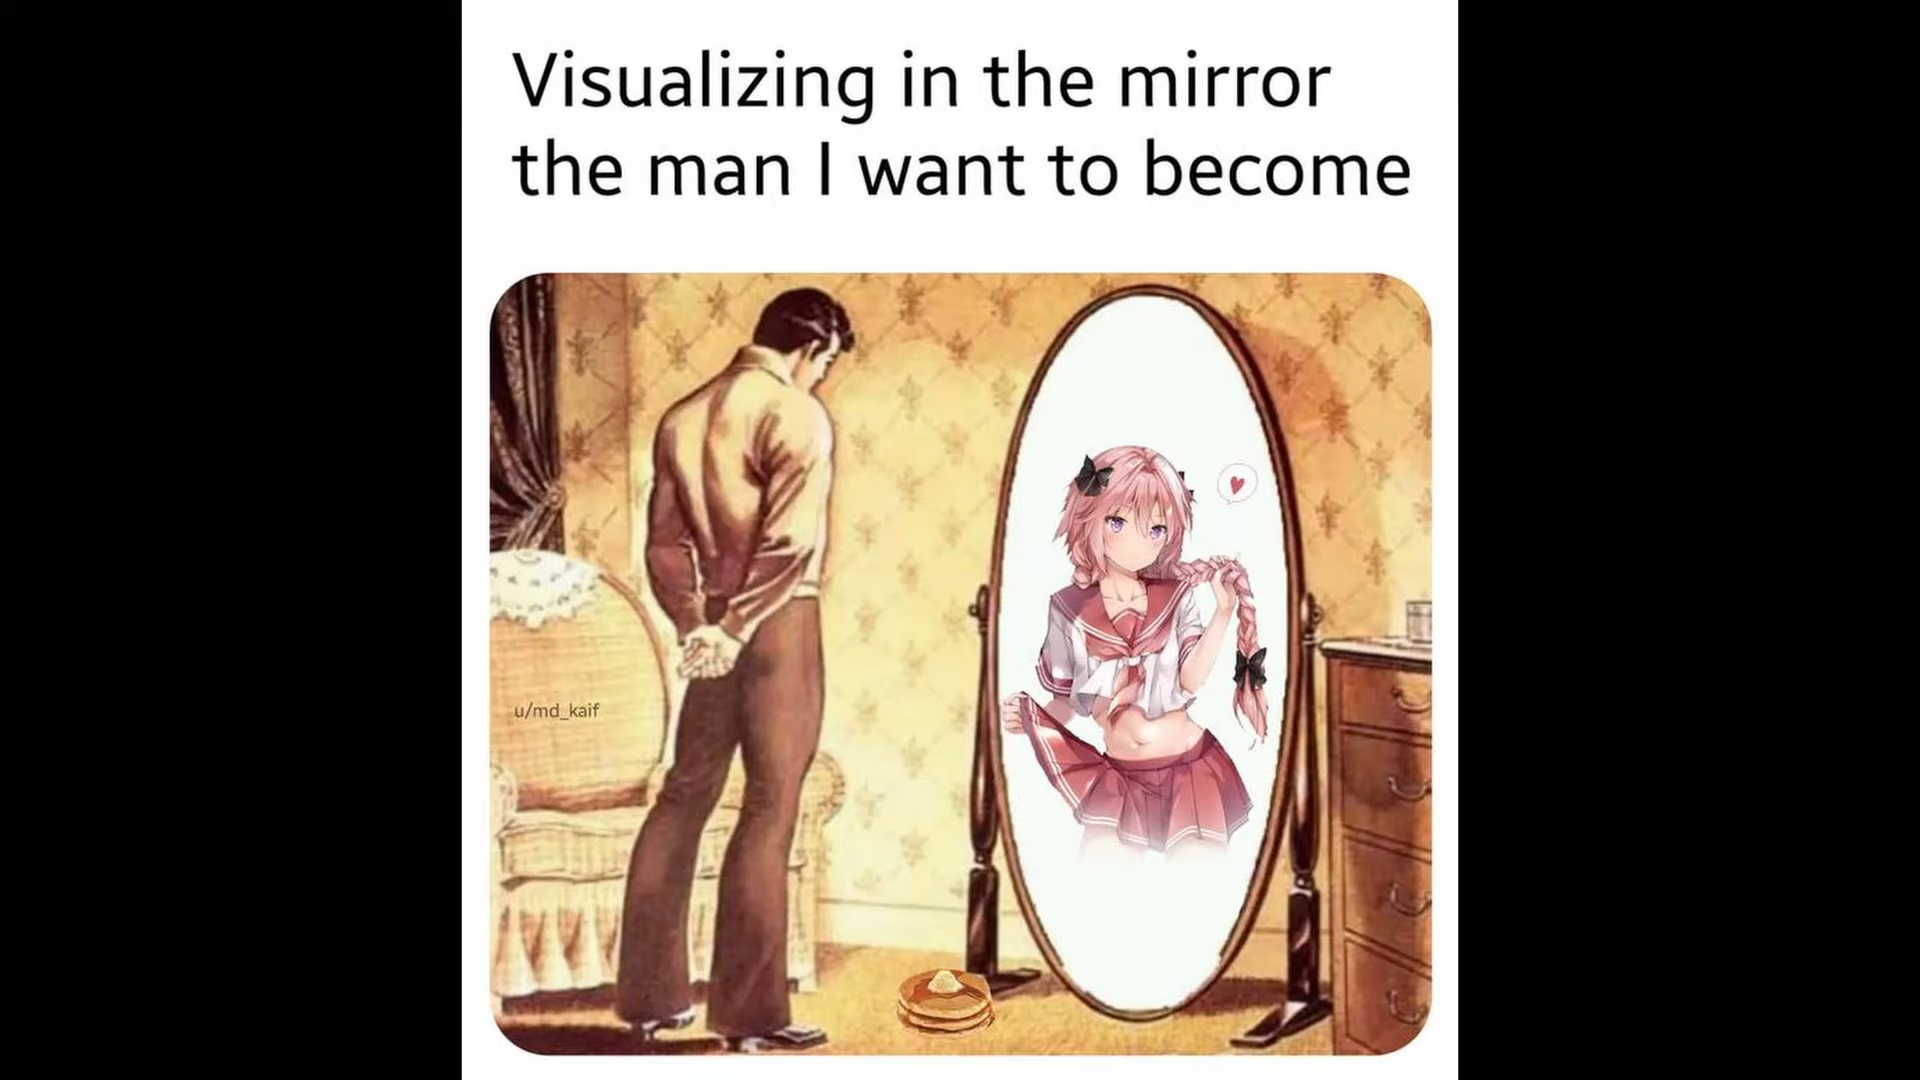 Visualizing in the mirror
the man I want to become
u/md_kaif